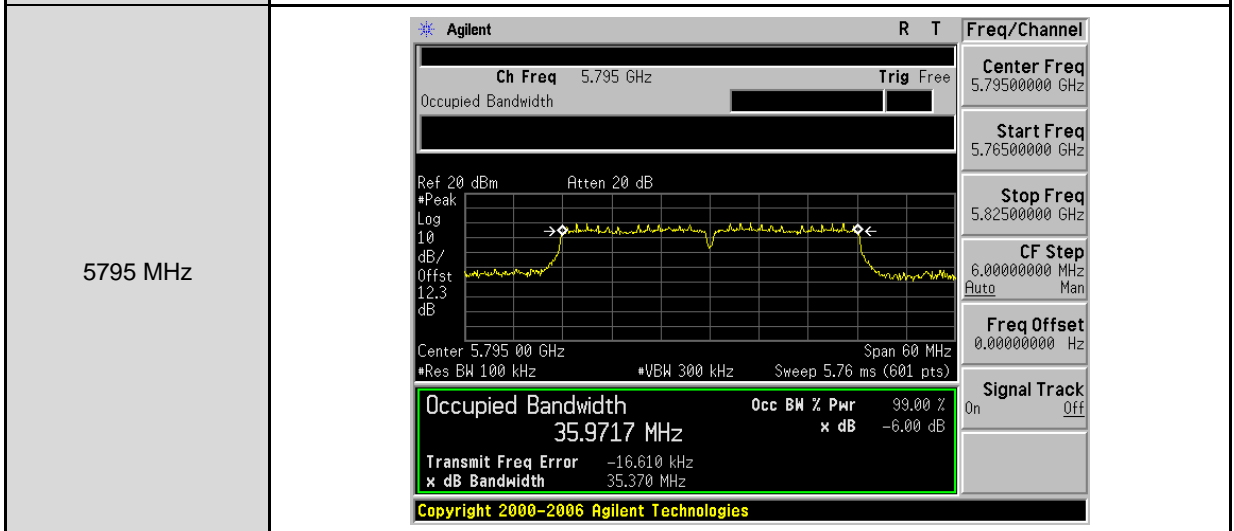 5795 MHz
Agilent R T
Ch Freq 5.795 GHz Trig Free
Occupied Bandwidth
Ref 20 dBm Atten 20 dB
#Peak
Log
10
dB/
Offst
12.3
dB
Center 5.795 00 GHz Span 60 MHz
#Res BW 100 kHz #VBW 300 kHz Sweep 5.76 ms (601 pts)
Occupied Bandwidth Occ BW % Pwr 99.00 %
35.9717 MHz x dB -6.00 dB
Transmit Freq Error -16.610 kHz
x dB Bandwidth 35.370 MHz
Copyright 2000-2006 Agilent Technologies
Freq/Channel
Center Freq
5.79500000 GHz
Start Freq
5.76500000 GHz
Stop Freq
5.82500000 GHz
CF Step
6.00000000 MHz
Auto Man
Freq Offset
0.00000000 Hz
Signal Track
On Off